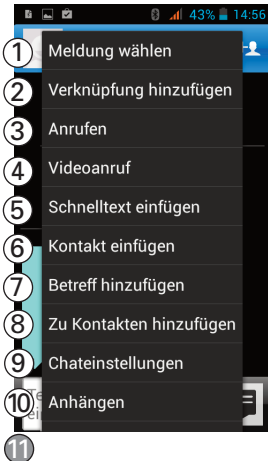 43% 14:56
1 Meldung wählen
2 Verknüpfung hinzufügen
3 Anrufen
4 Videoanruf
5 Schnelltext einfügen
6 Kontakt einfügen
7 Betreff hinzufügen
8 Zu Kontakten hinzufügen
9 Chateinstellungen
10 Anhängen
11